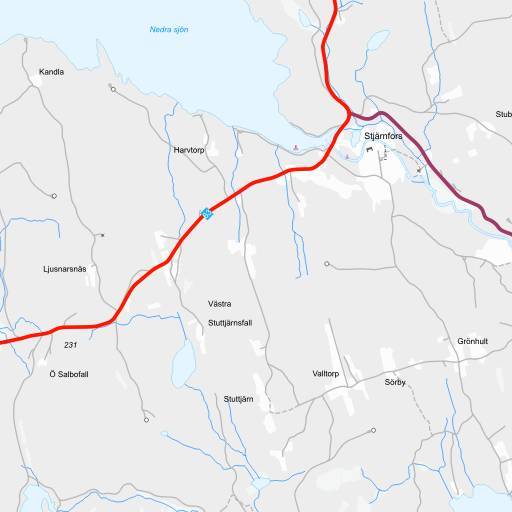 Nedra sjön
Kandla
Stub
Stjärnfors
Harvtorp
Ljusnarsnäs
Västra
Stuttjärnsfall
231
Grönhult
Ö Salbofall
Valltorp
Sörby
Stuttjärn